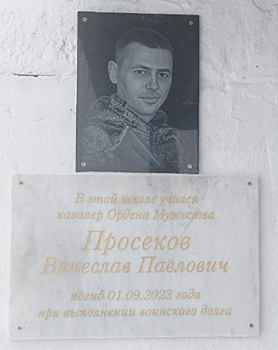 В этой школе учился
кавалер Ордена Мужества
Просеков
Вячеслав Павлович
погиб 01.09.2023 года
при выполнении воинского долга